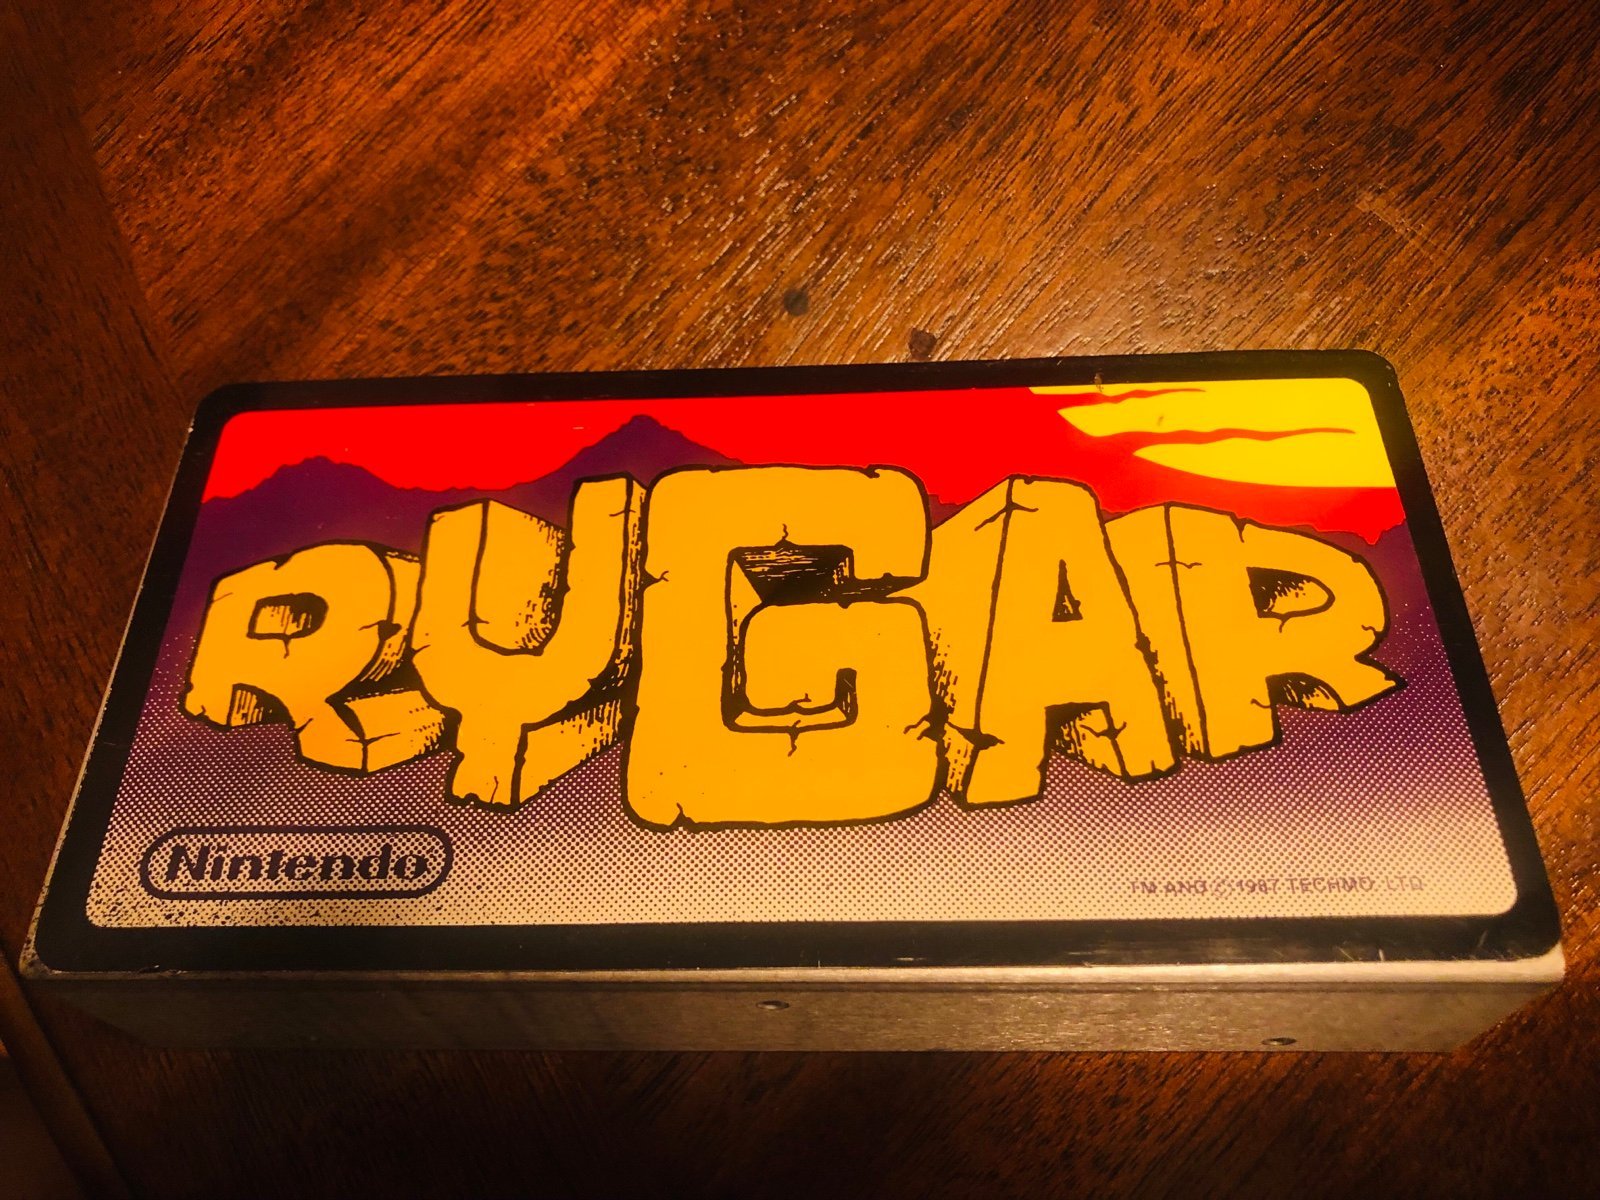 RYGAR
Nintendo
TM AND ©1987 TECHMO, LTD